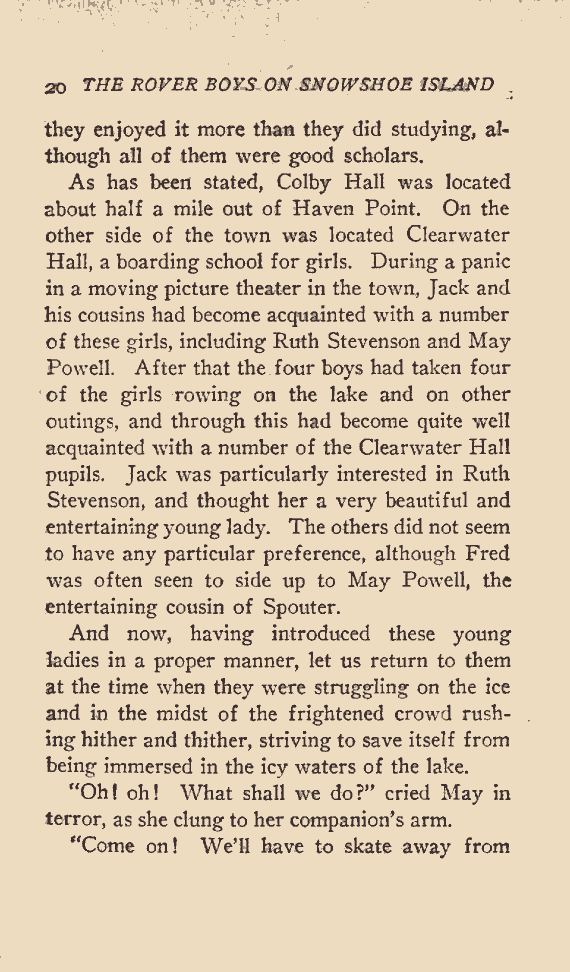 20 THE ROVER BOYS ON SNOWSHOE ISLAND
they enjoyed it more than they did studying, al-
though all of them were good scholars.
As has been stated, Colby Hall was located
about half a mile out of Haven Point. On the
other side of the town was located Clearwater
Hall, a boarding school for girls. During a panic
in a moving picture theater in the town, Jack and
his cousins had become acquainted with a number
of these girls, including Ruth Stevenson and May
Powell. After that the four boys had taken four
of the girls rowing on the lake and on other
outings, and through this had become quite well
acquainted with a number of the Clearwater Hall
pupils. Jack was particularly interested in Ruth
Stevenson, and thought her a very beautiful and
entertaining young lady. The others did not seem
to have any particular preference, although Fred
was often seen to side up to May Powell, the
entertaining cousin of Spouter.
And now, having introduced these young
ladies in a proper manner, let us return to them
at the time when they were struggling on the ice
and in the midst of the frightened crowd rush-
ing hither and thither, striving to save itself from
being immersed in the icy waters of the lake.
"Oh! oh! What shall we do?" cried May in
terror, as she clung to her companion's arm.
"Come on! We'll have to skate away from